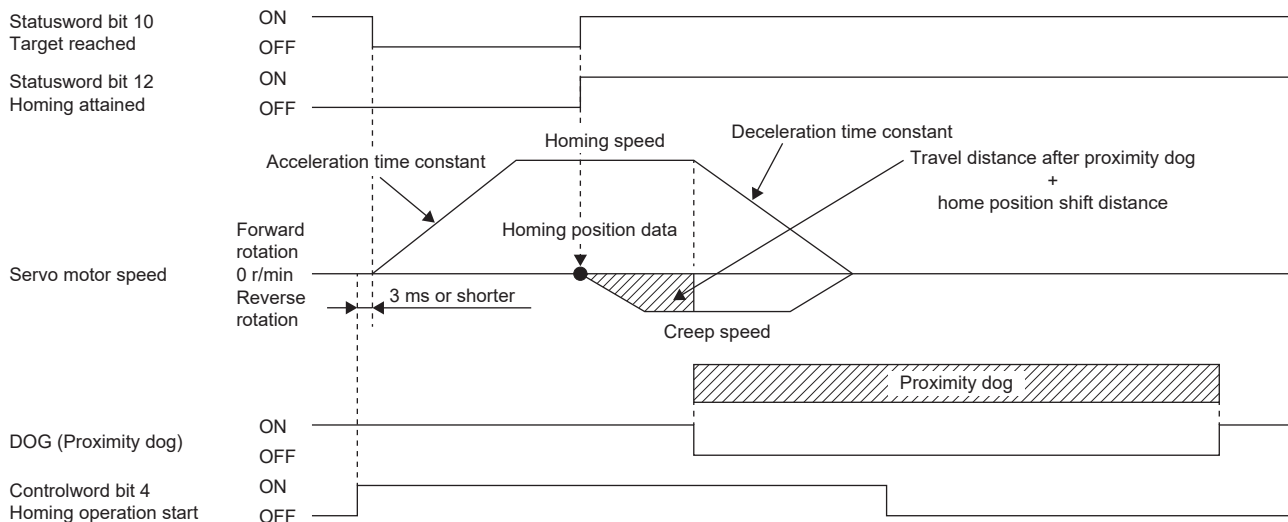 Statusword bit 10
Target reached
ON
OFF
Statusword bit 12
Homing attained
ON
OFF
Homing speed
Deceleration time constant
Acceleration time constant
Travel distance after proximity dog
+
home position shift distance
Homing position data
Servo motor speed
Forward
rotation
0 r/min
Reverse
rotation
3 ms or shorter
Creep speed
Proximity dog
DOG (Proximity dog)
ON
OFF
Controlword bit 4
Homing operation start
ON
OFF